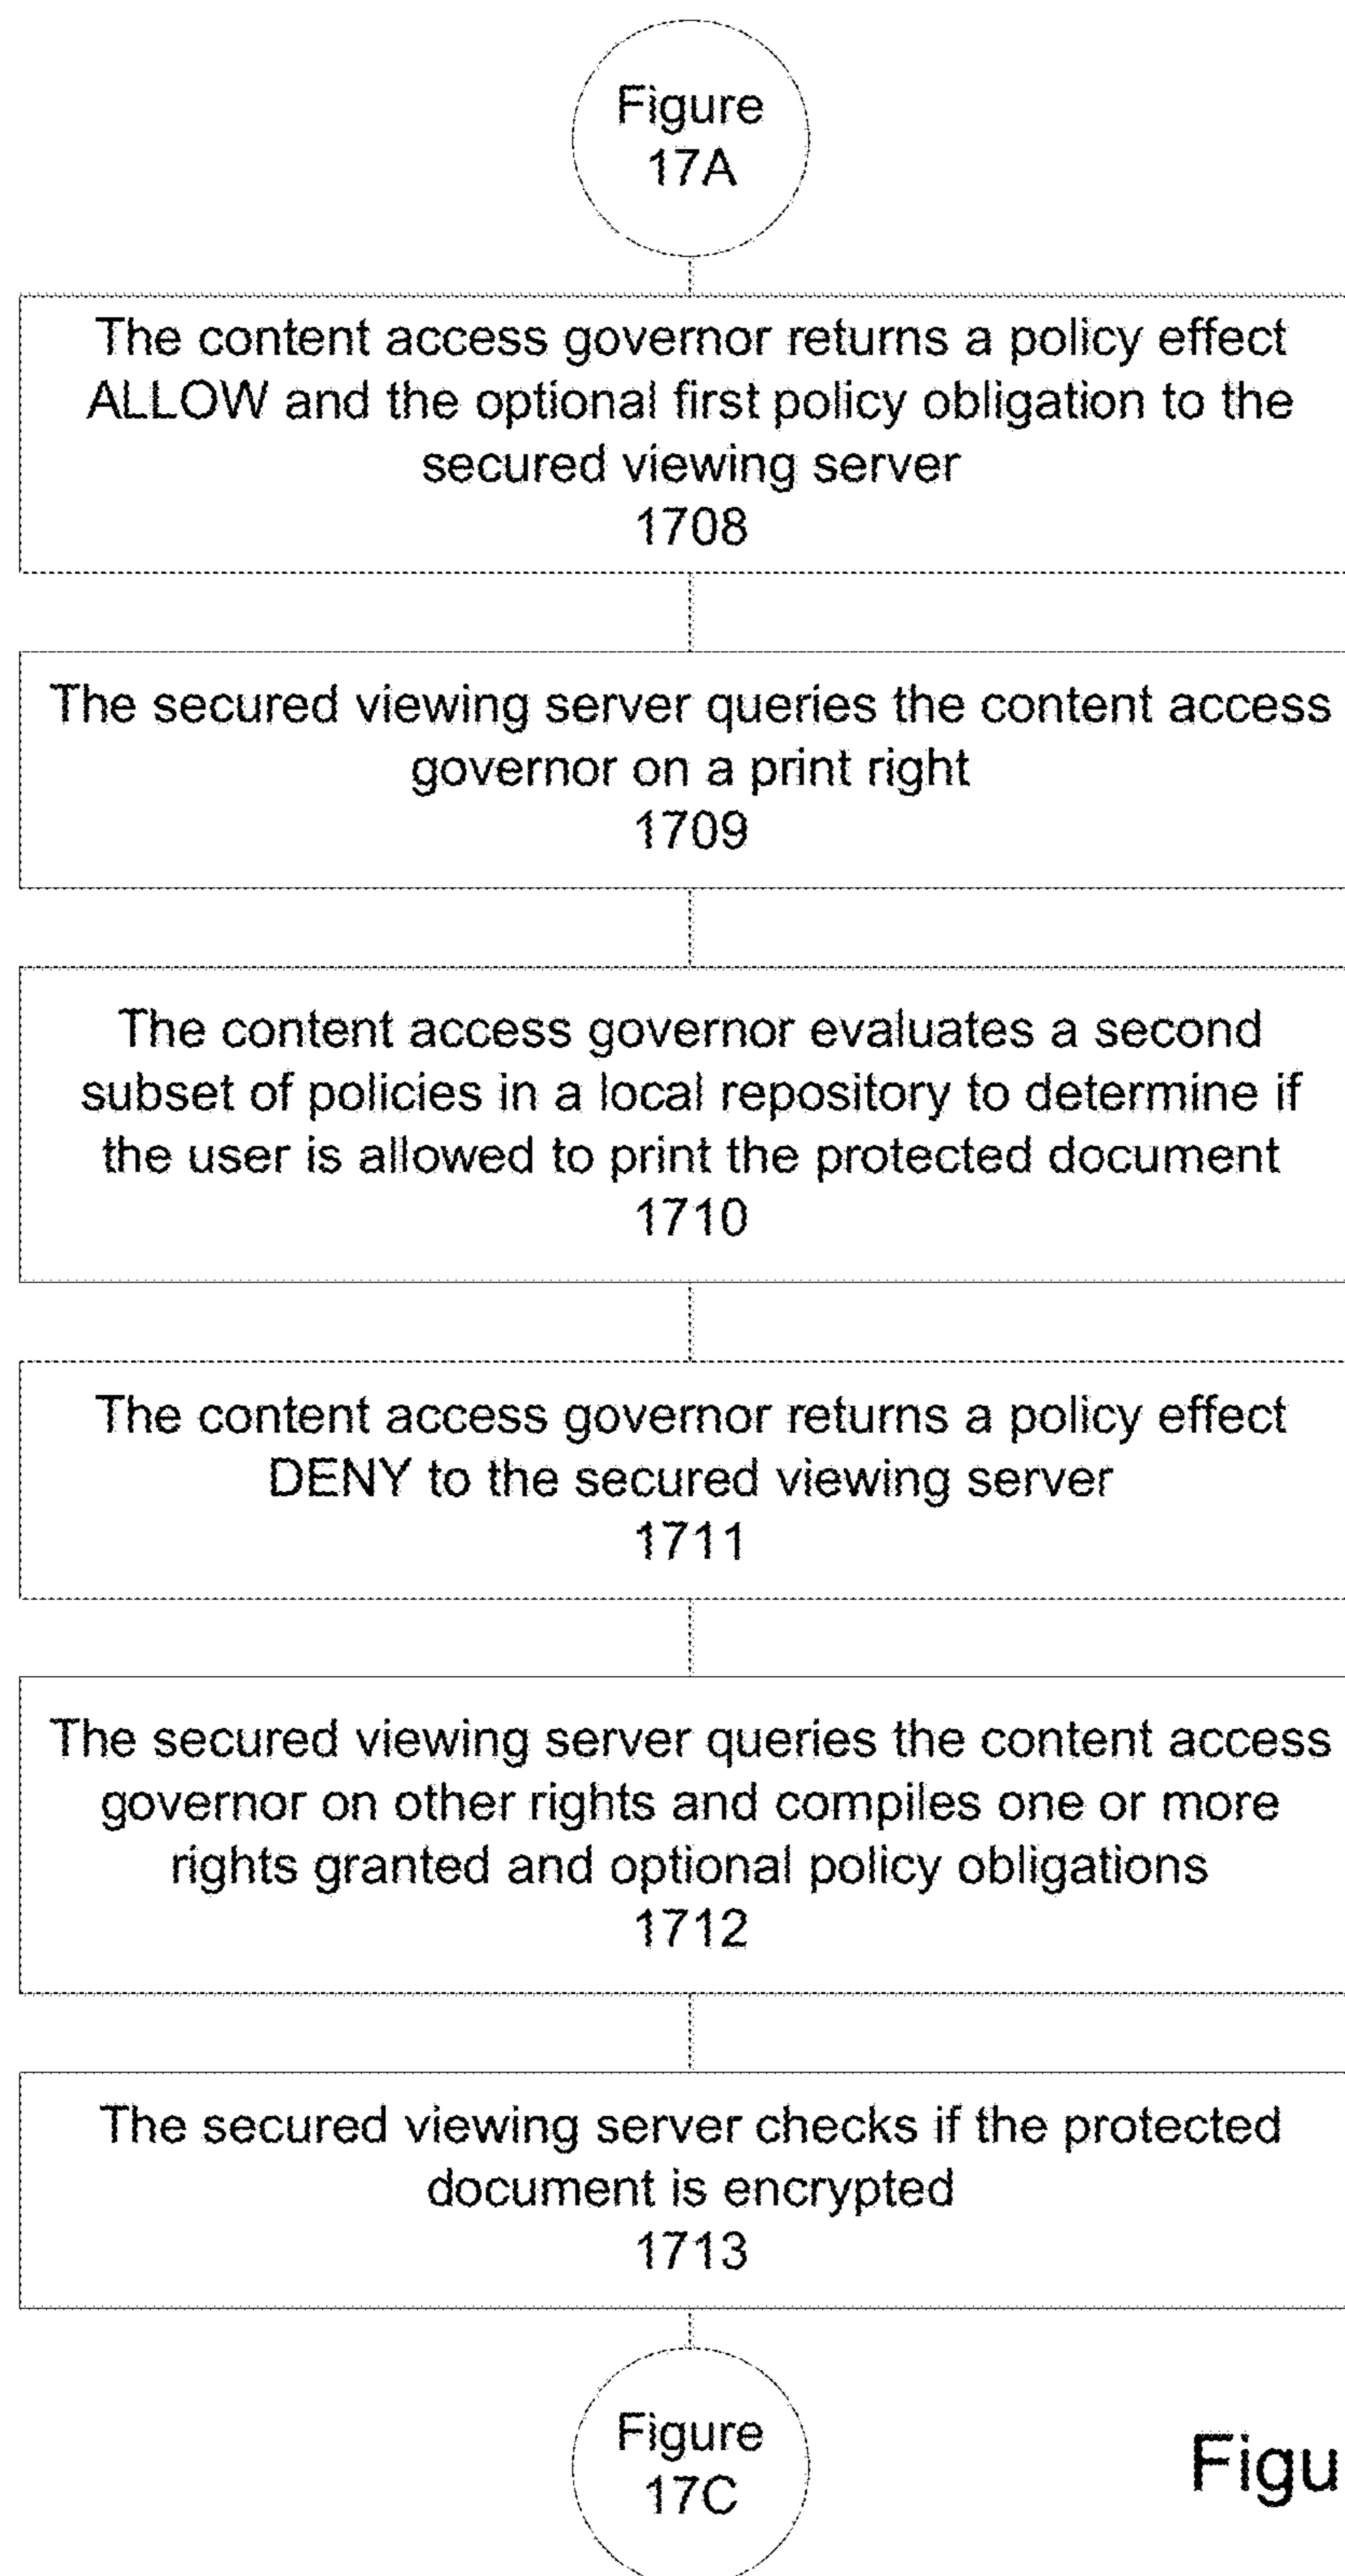 Figure
17A
The content access governor returns a policy effect
ALLOW and the optional first policy obligation to the
secured viewing server
1708
The secured viewing server queries the content access
governor on a print right
1709
The content access governor evaluates a second
subset of policies in a local repository to determine if
the user is allowed to print the protected document
1710
The content access governor returns a policy effect
DENY to the secured viewing server
1711
The secured viewing server queries the content access
governor on other rights and compiles one or more
rights granted and optional policy obligations
1712
The secured viewing server checks if the protected
document is encrypted
1713
Figure
17C
Figu